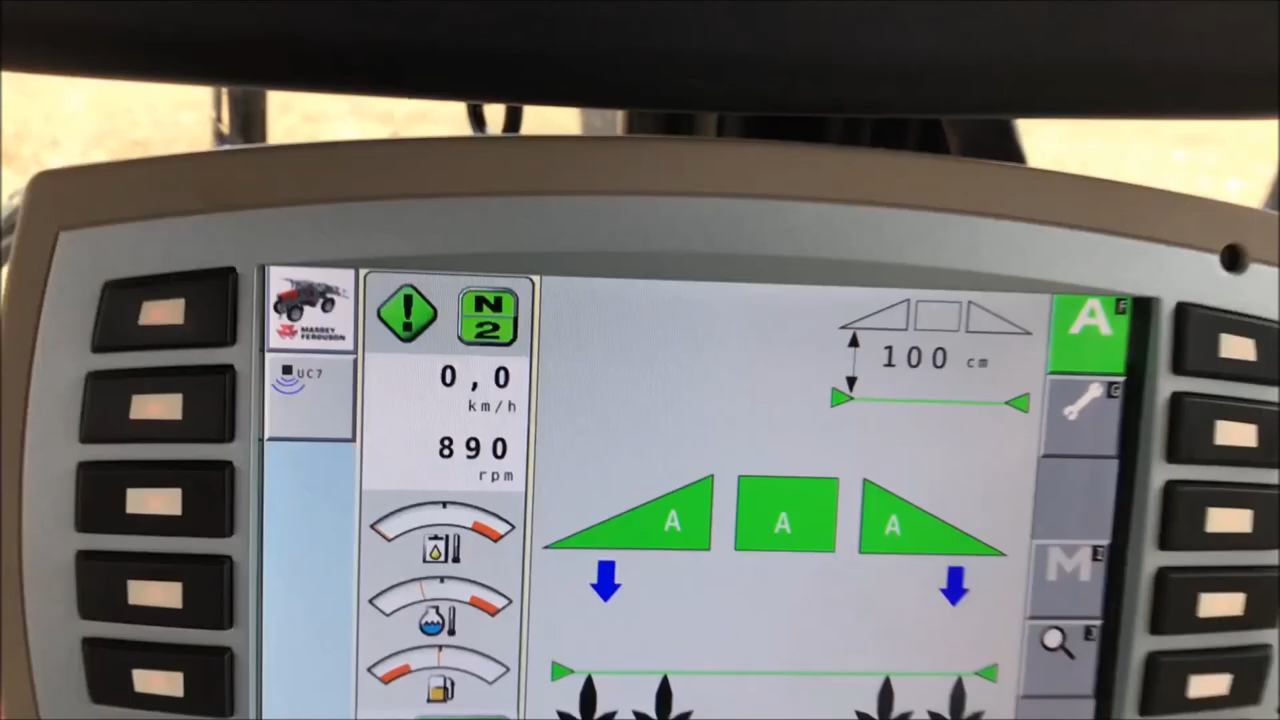 MASSEY
FERGUSON
UC7
N
2
0,0
km/h
890
rpm
100 cm
A
A
A
A F
G
M